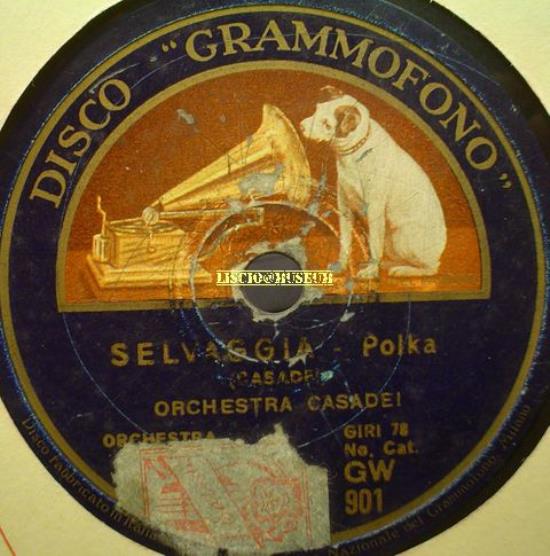 DISCO "GRAMMOFONO"
LISCIO@MUSEUM
SELVAGGIA - Polka
(CASADEI)
ORCHESTRA CASADEI
ORCHESTRA
GIRI 78
No. Cat.
GW
901
Disco Fabbricato in Italia
Nazionale del Grammofono, Milano